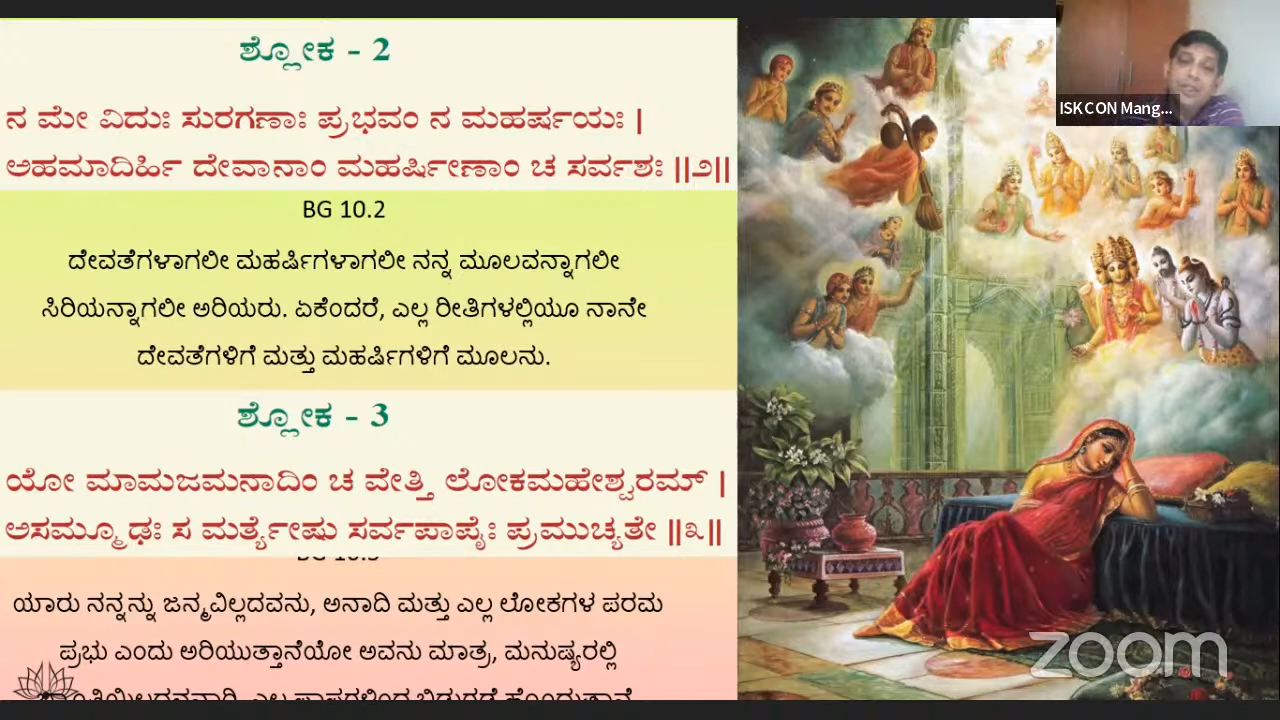 ಶ್ಲೋಕ - 2
ನ ಮೇ ವಿದುಃ ಸುರಗಣಾಃ ಪ್ರಭವಂ ನ ಮಹರ್ಷಯಃ |
ಅಹಮಾದಿರ್ಹಿ ದೇವಾನಾಂ ಮಹರ್ಷೀಣಾಂ ಚ ಸರ್ವಶಃ ||೨||
BG 10.2
ದೇವತೆಗಳಾಗಲೀ ಮಹರ್ಷಿಗಳಾಗಲೀ ನನ್ನ ಮೂಲವನ್ನಾಗಲೀ
ಸಿರಿಯನ್ನಾಗಲೀ ಅರಿಯರು. ಏಕೆಂದರೆ, ಎಲ್ಲ ರೀತಿಗಳಲ್ಲಿಯೂ ನಾನೇ
ದೇವತೆಗಳಿಗೆ ಮತ್ತು ಮಹರ್ಷಿಗಳಿಗೆ ಮೂಲನು.
ಶ್ಲೋಕ - 3
ಯೋ ಮಾಮಜಮನಾದಿಂ ಚ ವೇತ್ತಿ ಲೋಕಮಹೇಶ್ವರಮ್ |
ಅಸಮ್ಮೂಢಃ ಸ ಮರ್ತ್ಯೇಷು ಸರ್ವಪಾಪೈಃ ಪ್ರಮುಚ್ಯತೇ ||೩||
ಯಾರು ನನ್ನನ್ನು ಜನ್ಮವಿಲ್ಲದವನು, ಅನಾದಿ ಮತ್ತು ಎಲ್ಲ ಲೋಕಗಳ ಪರಮ
ಪ್ರಭು ಎಂದು ಅರಿಯುತ್ತಾನೆಯೋ ಅವನು ಮಾತ್ರ, ಮನುಷ್ಯರಲ್ಲಿ
ISKCON Mang...
zoom